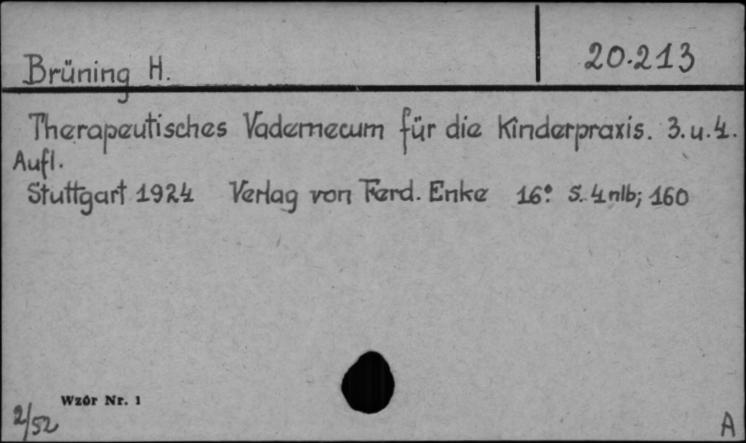 Brüning H.
20.213
Therapeutisches Vademecum für die Kinderpraxis. 3.u.4.
Aufl.
Stuttgart 1924 Verlag von Ferd. Enke 16° S. 4nlb; 160
Wzór Nr. 1
2/52
A